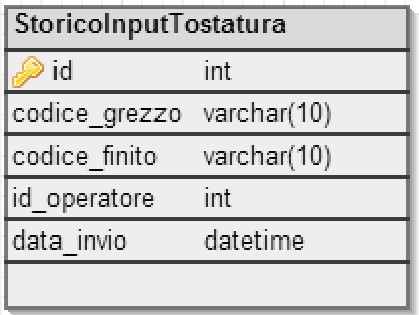 StoricoInputTostatura
id int
codice_grezzo varchar(10)
codice_finito varchar(10)
id_operatore int
data_invio datetime